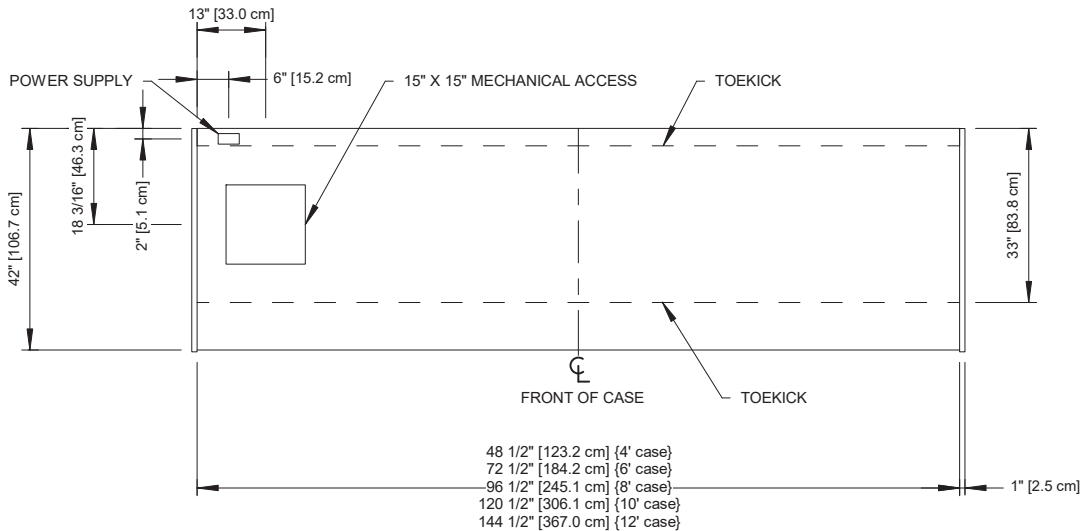 13" [33.0 cm]
6" [15.2 cm]
POWER SUPPLY
15" X 15" MECHANICAL ACCESS
TOEKICK
42" [106.7 cm]
18 3/16" [46.3 cm]
2" [5.1 cm]
33" [83.8 cm]
FRONT OF CASE
TOEKICK
48 1/2" [123.2 cm] {4' case}
72 1/2" [184.2 cm] {6' case}
96 1/2" [245.1 cm] {8' case}
120 1/2" [306.1 cm] {10' case}
144 1/2" [367.0 cm] {12' case}
1" [2.5 cm]